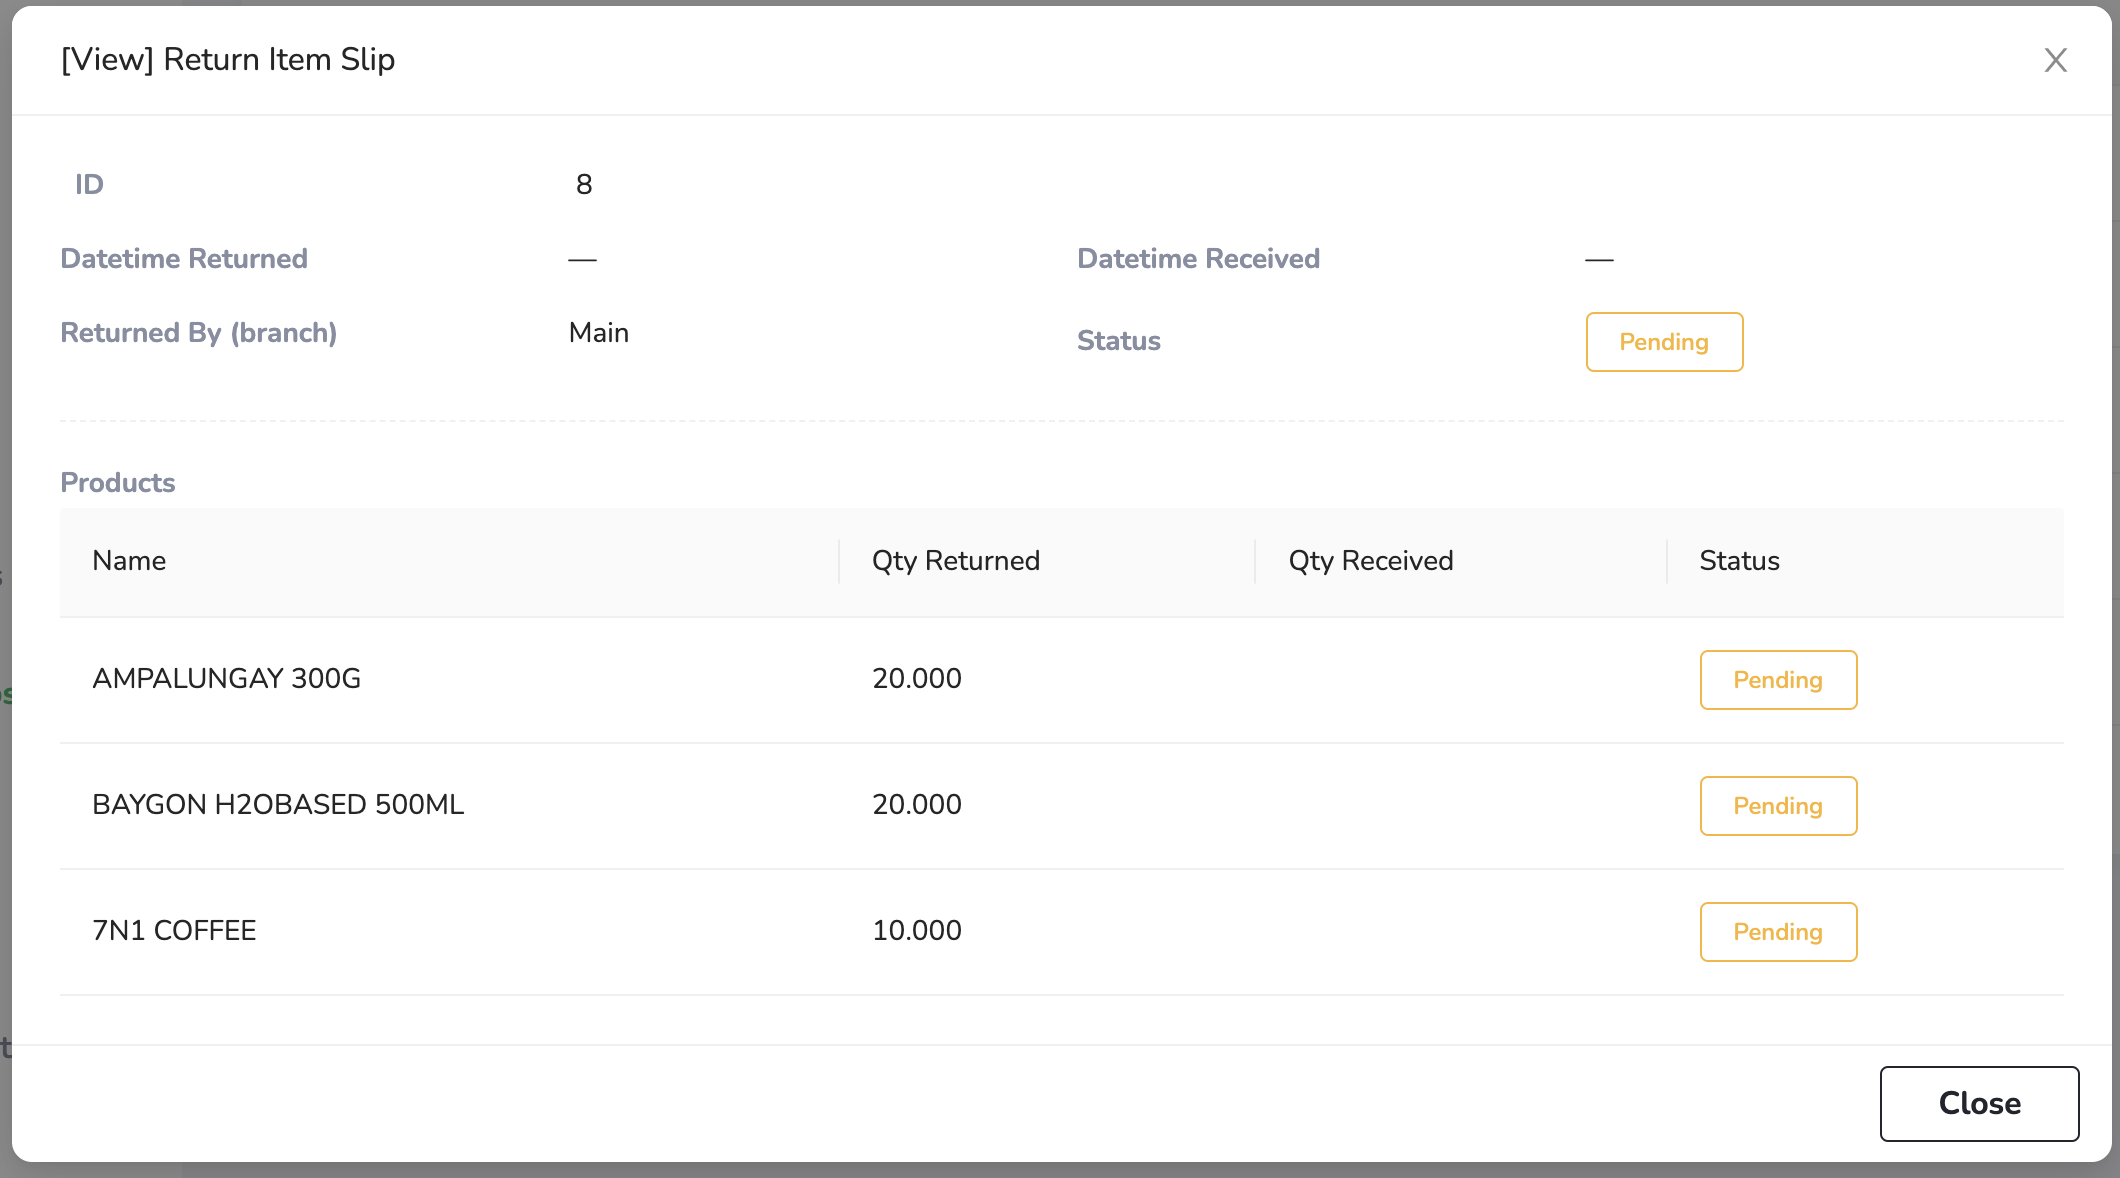 [View] Return Item Slip
ID 8
Datetime Returned — Datetime Received —
Returned By (branch) Main Status Pending
Products
Name Qty Returned Qty Received Status
AMPALUNGAY 300G 20.000 Pending
BAYGON H2OBASED 500ML 20.000 Pending
7N1 COFFEE 10.000 Pending
Close